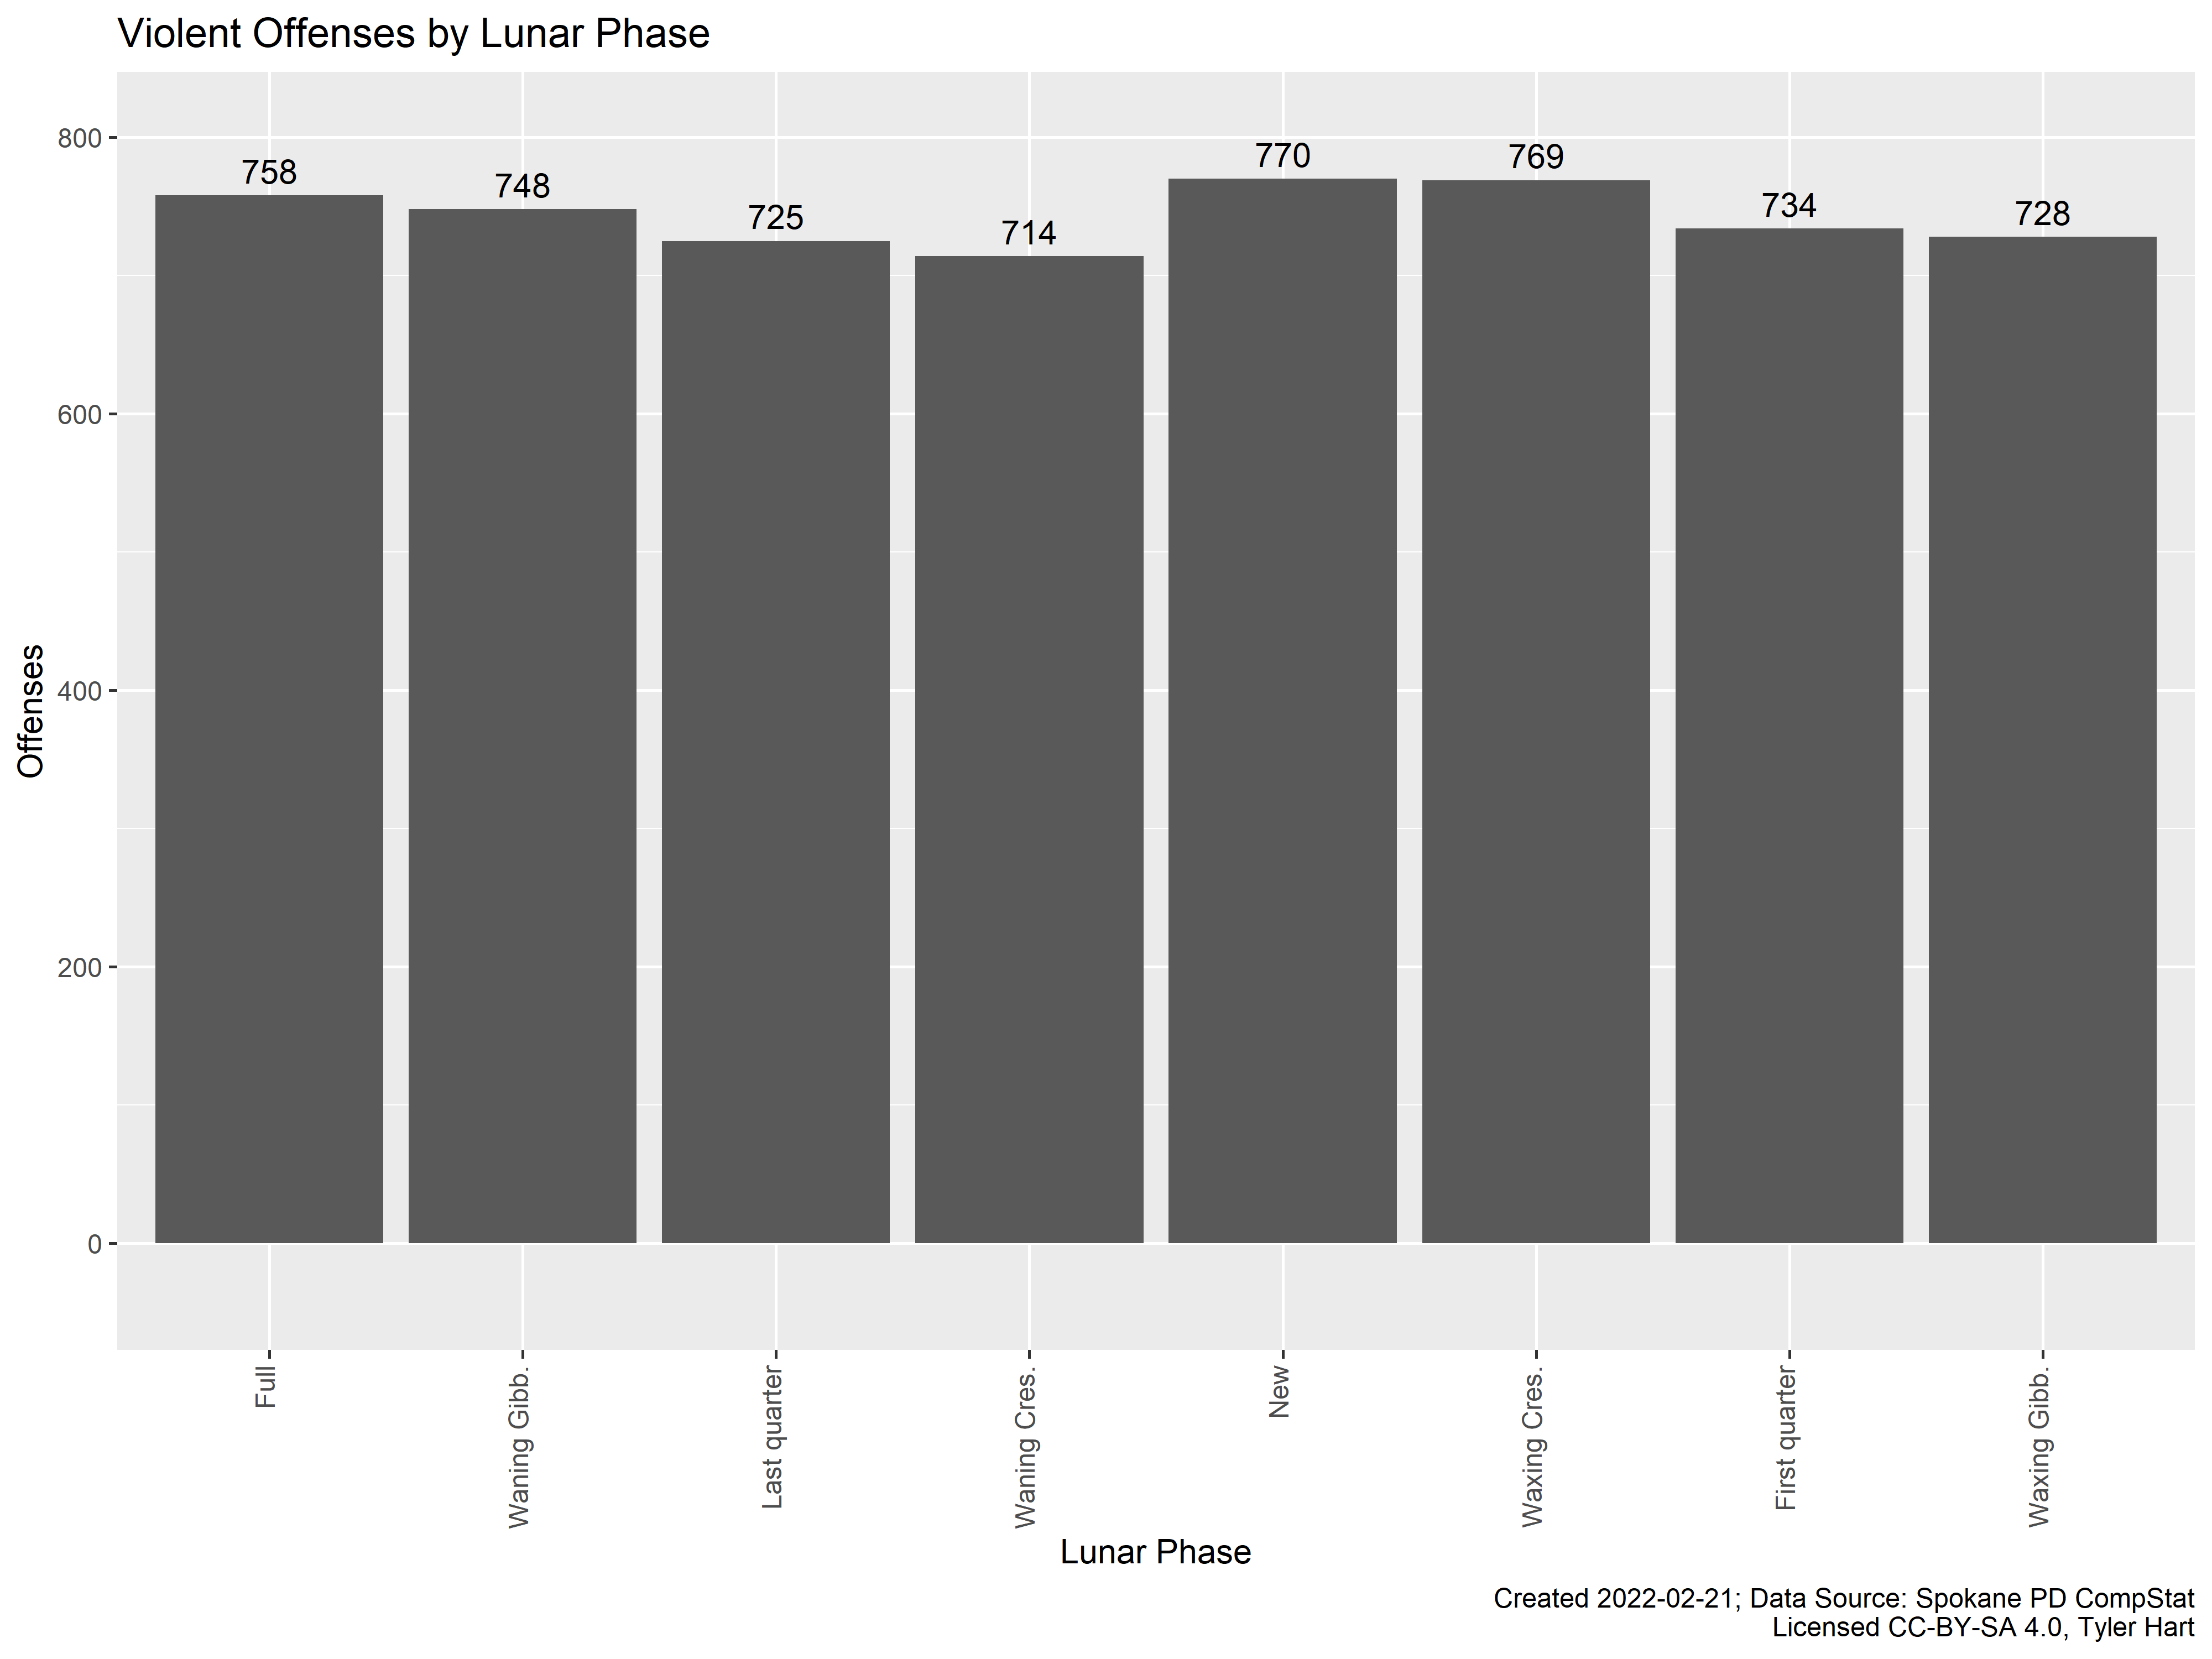 Violent Offenses by Lunar Phase
800
600
400
200
0
Offenses
758
748
725
714
770
769
734
728
Full
Waning Gibb.
Last quarter
Waning Cres.
New
Waxing Cres.
First quarter
Waxing Gibb.
Lunar Phase
Created 2022-02-21; Data Source: Spokane PD CompStat
Licensed CC-BY-SA 4.0, Tyler Hart